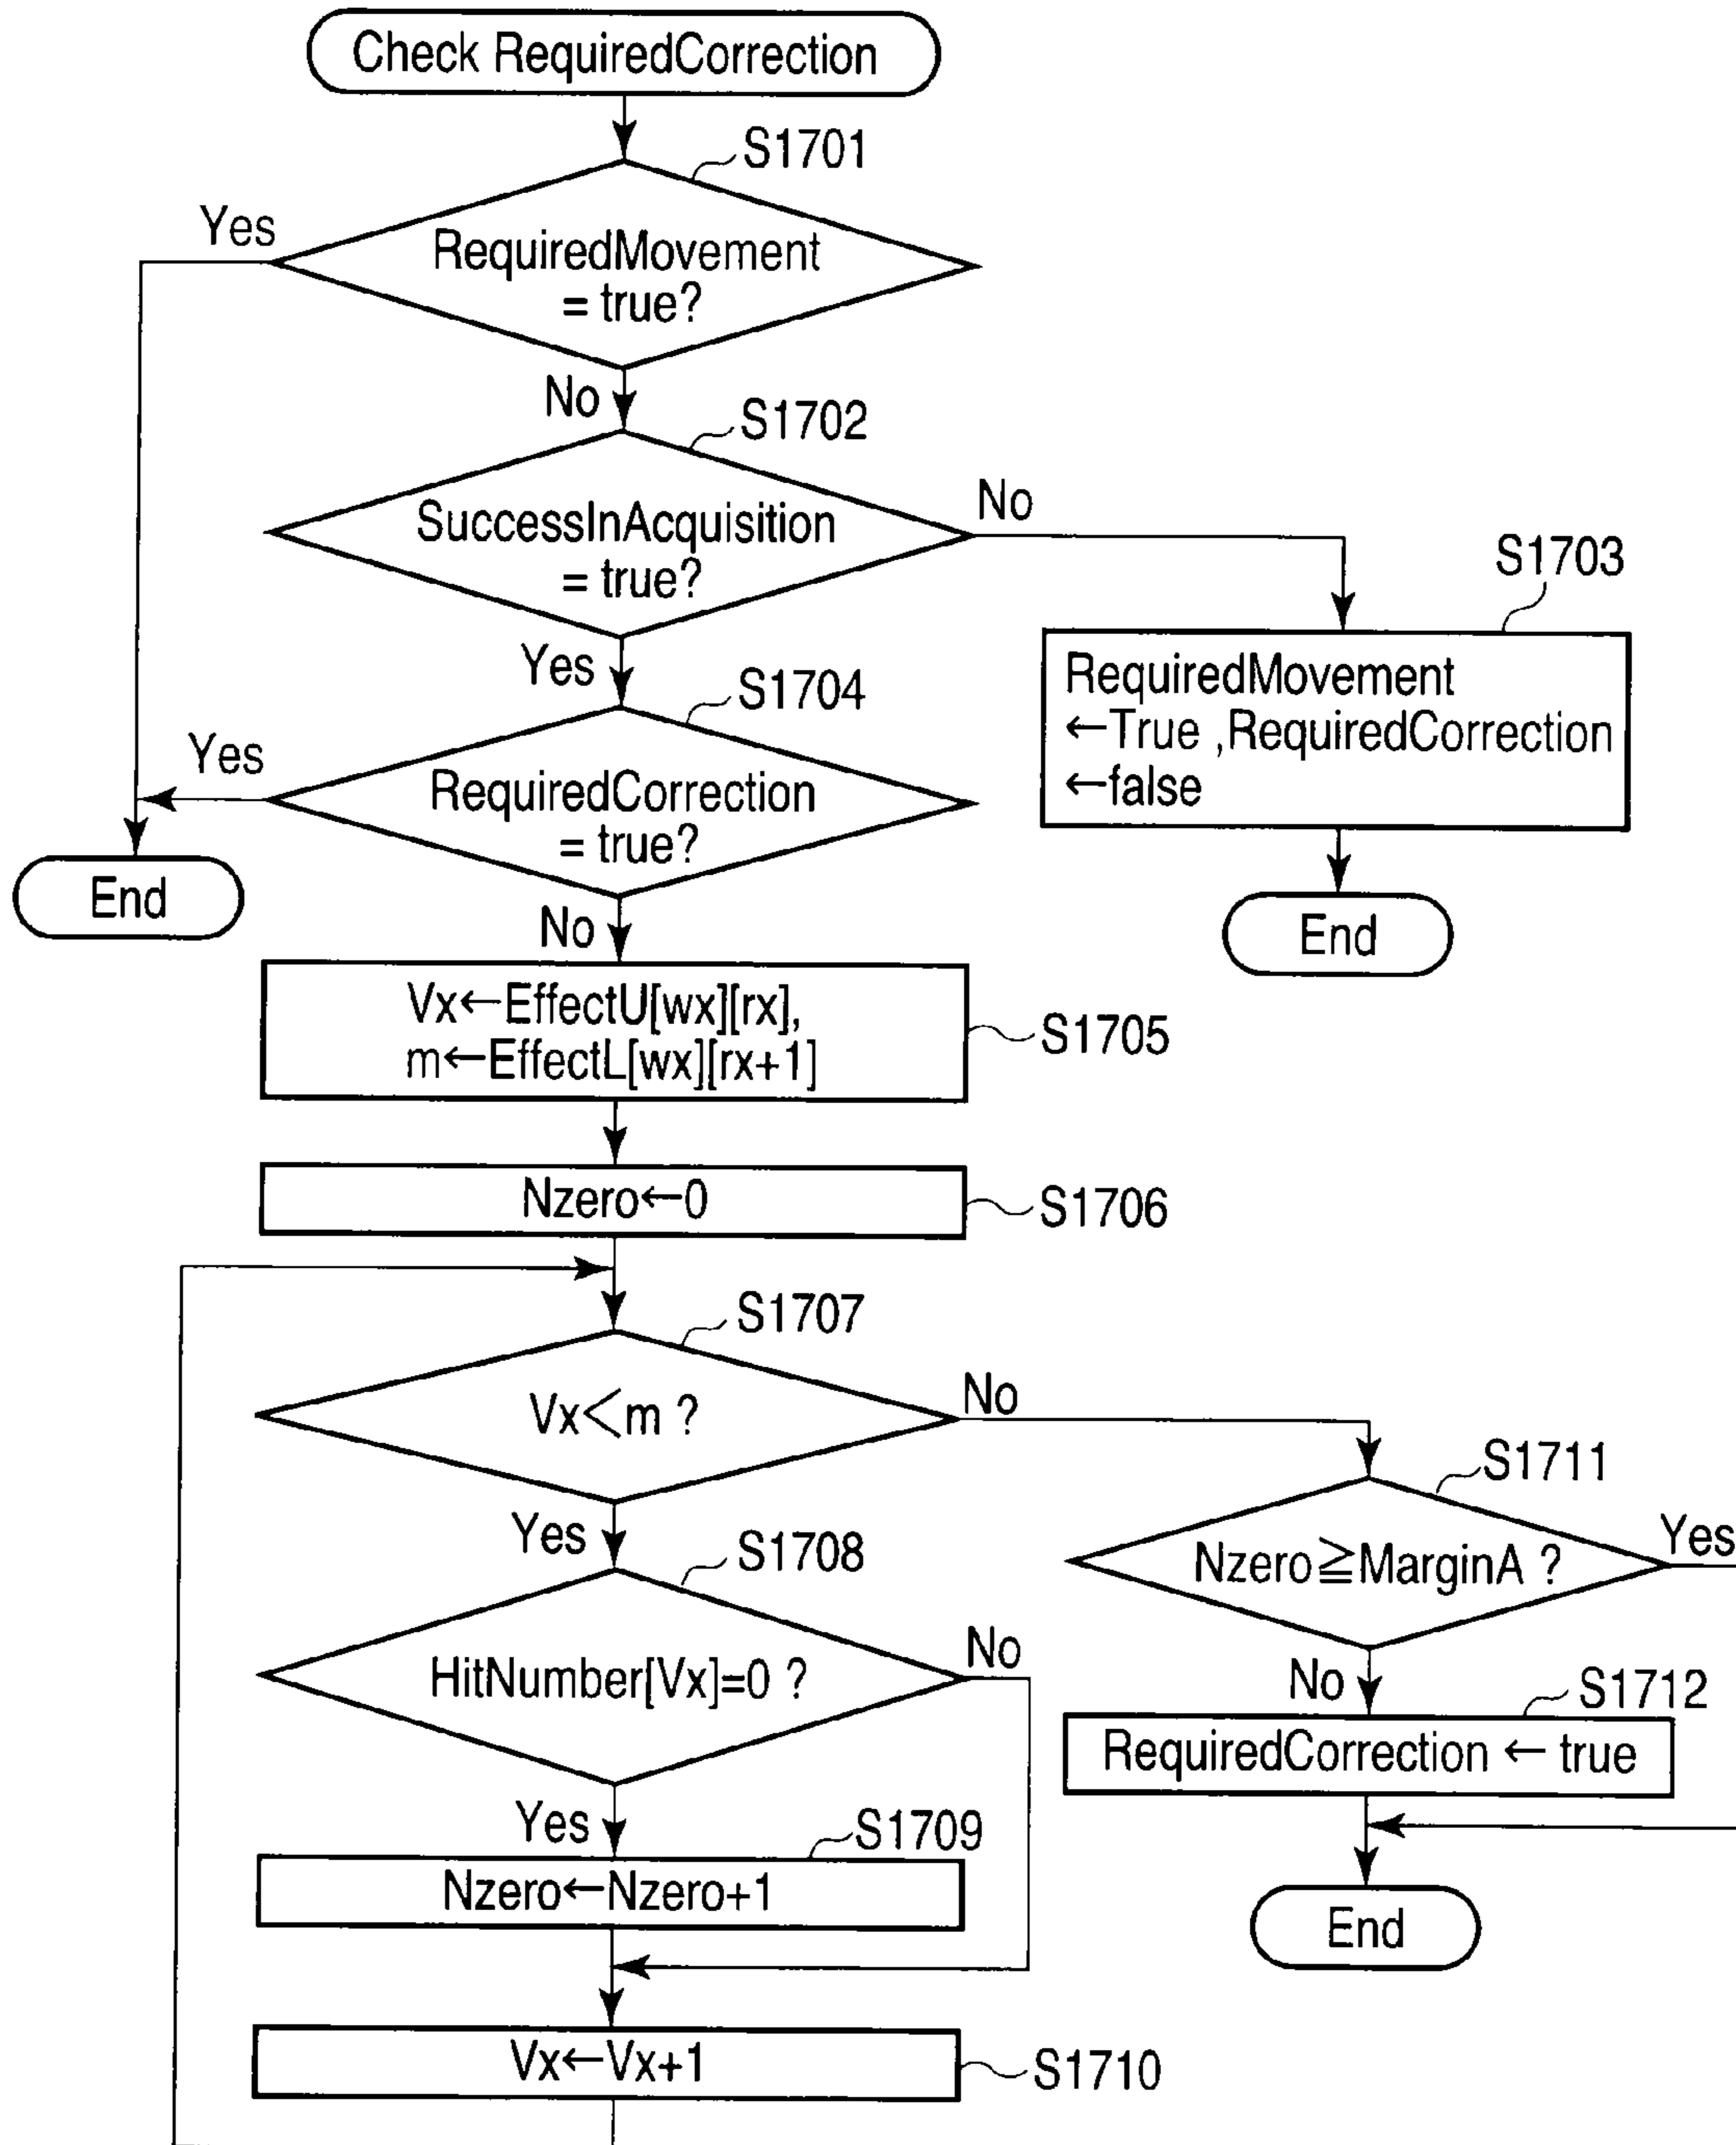 Check RequiredCorrection
S1701
Yes
RequiredMovement
= true?
No
S1702
SuccessInAcquisition
= true?
No
S1703
RequiredMovement
←True ,RequiredCorrection
←false
End
Yes
S1704
Yes
RequiredCorrection
= true?
End
No
Vx←EffectU[wx][rx],
m←EffectL[wx][rx+1]
S1705
Nzero←0
S1706
S1707
Vx<m ?
No
S1711
Nzero≧MarginA ?
Yes
No
S1712
RequiredCorrection ← true
End
Yes
S1708
HitNumber[Vx]=0 ?
No
Yes
S1709
Nzero←Nzero+1
Vx←Vx+1
S1710